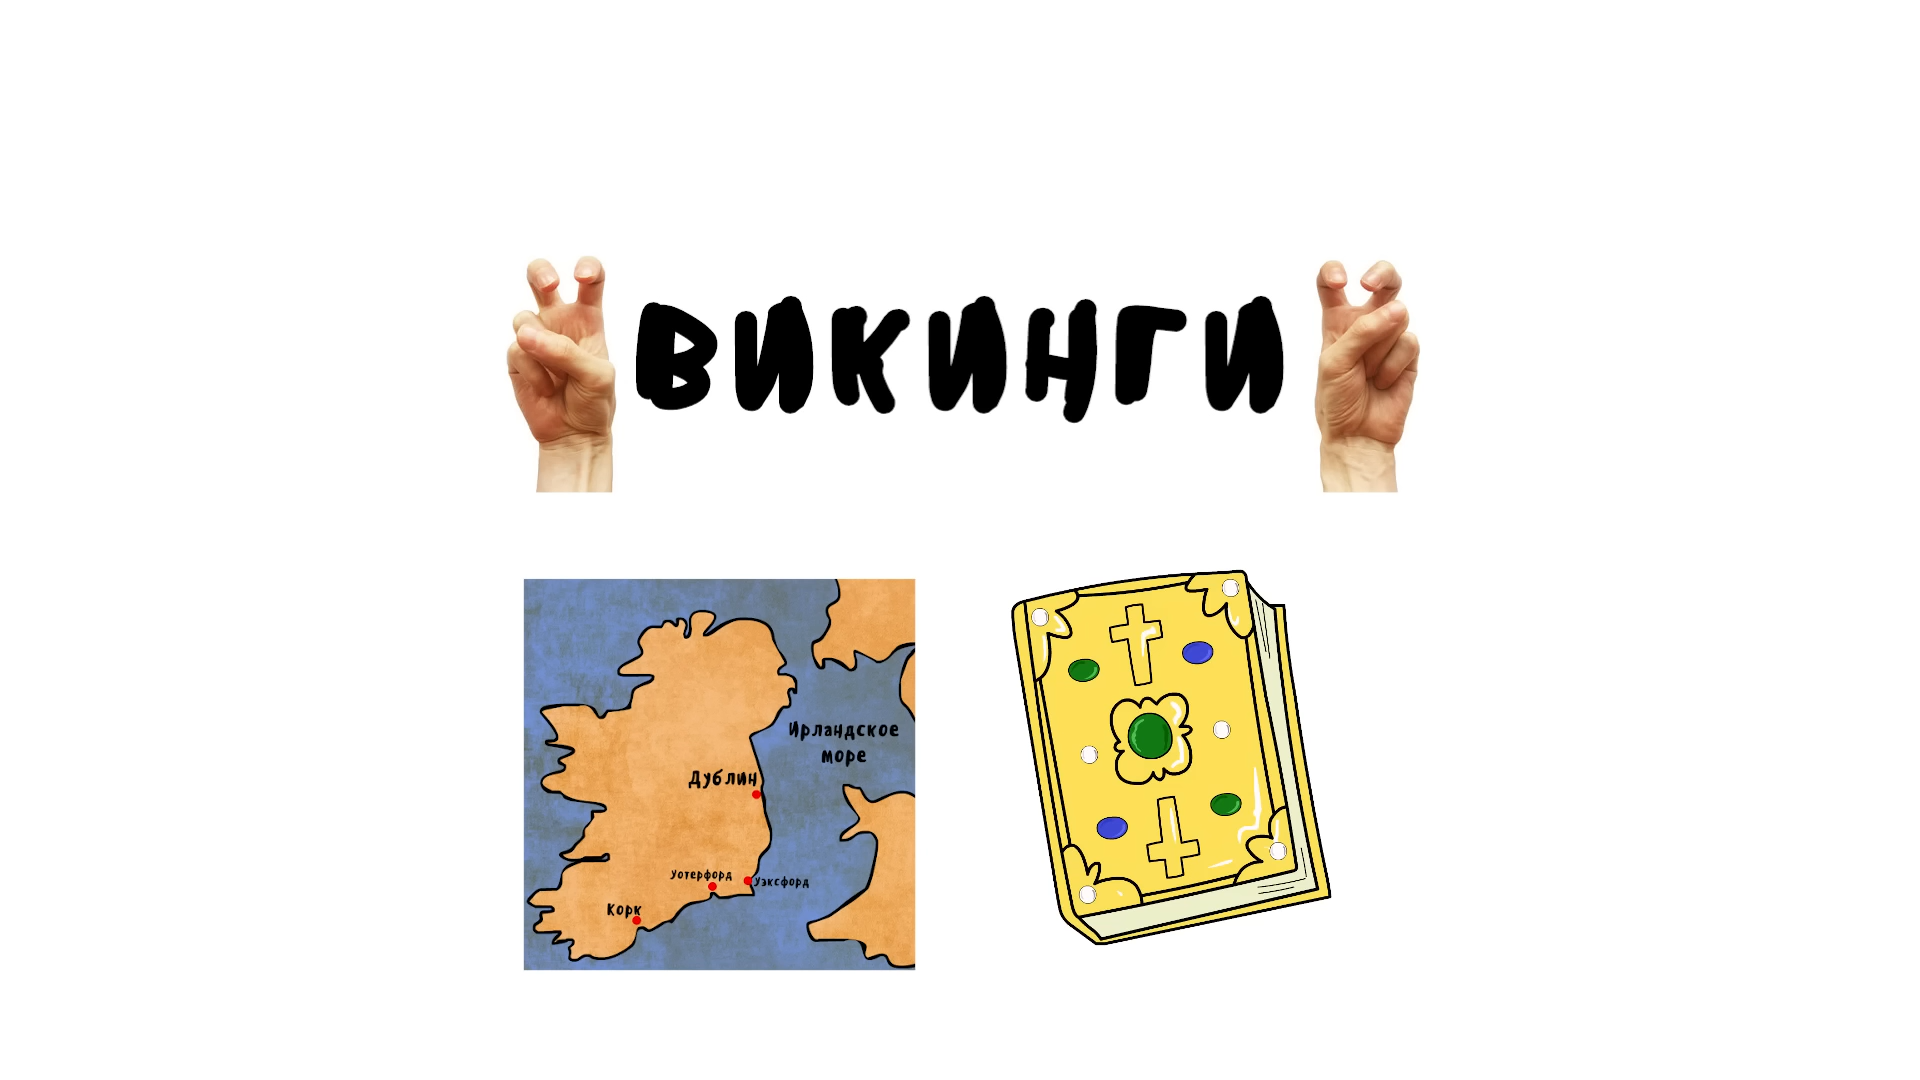 ВИКИНГИ
Ирландское
море
Дублин
Уотерфорд
Уэксфорд
Корк